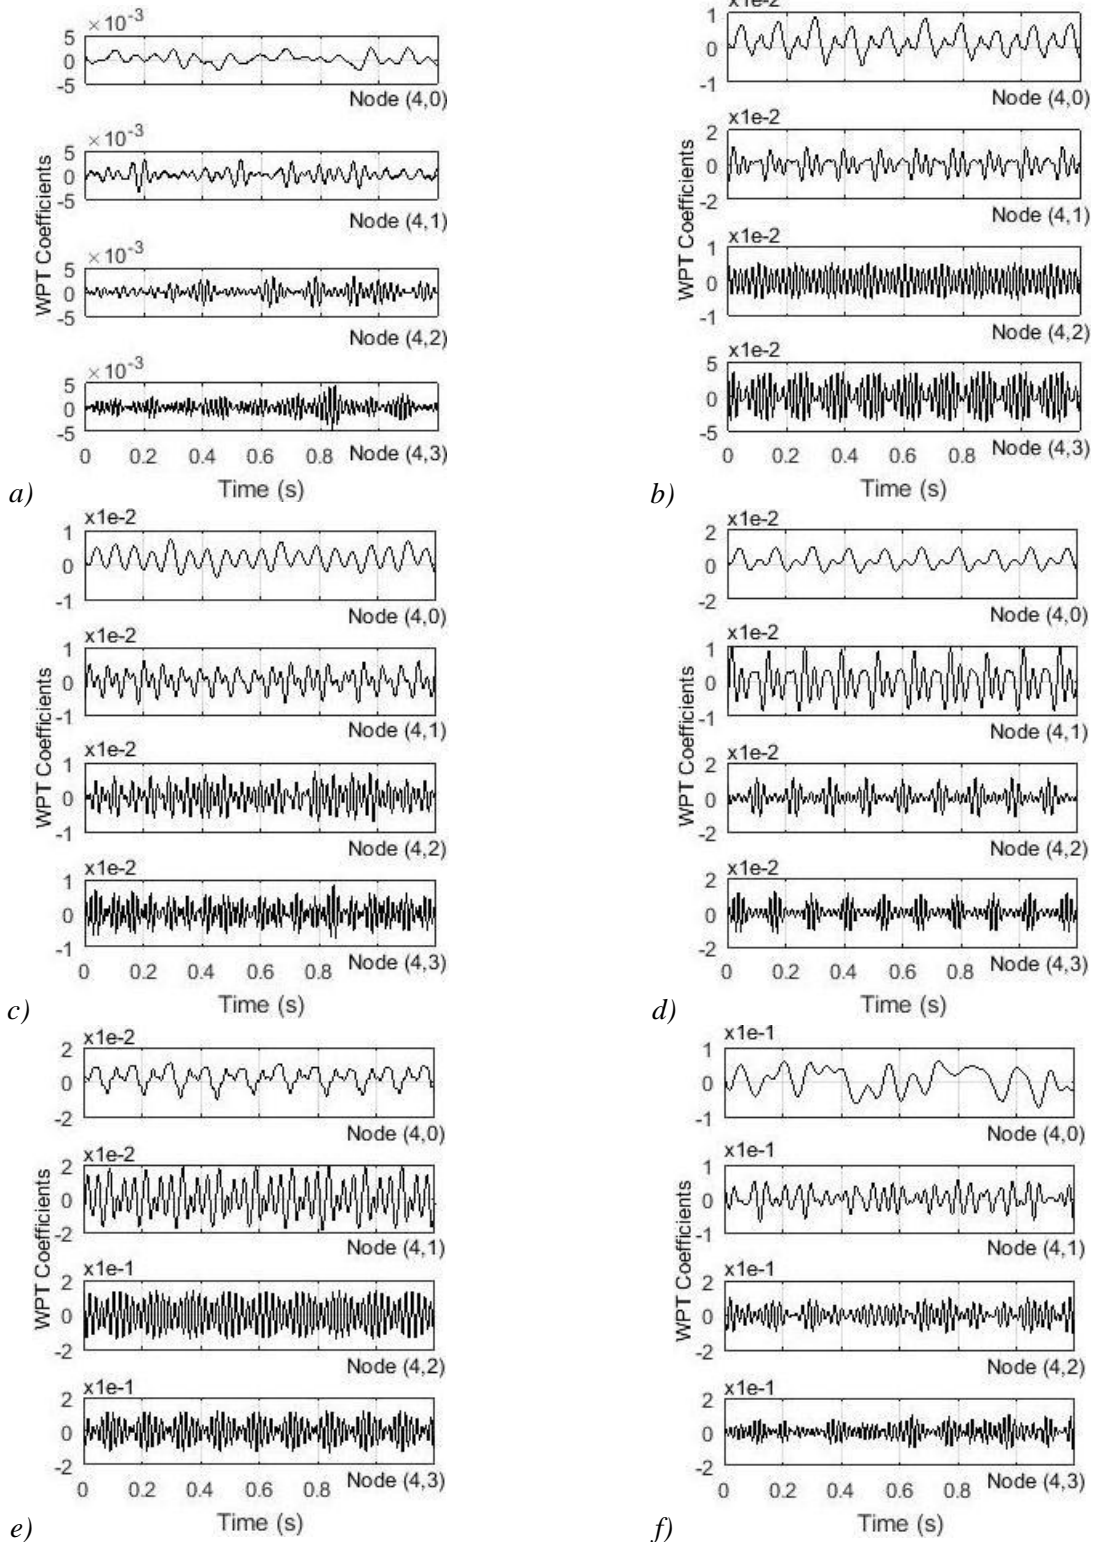 5 ×10-3
0
-5
Node (4,0)
×10-3
5
0
-5
Node (4,1)
×10-3
5
0
-5
Node (4,2)
×10-3
5
0
-5
Node (4,3)
0 0.2 0.4 0.6 0.8
Time (s)
WPT Coefficients
a)
x1e-2
1
0
-1
Node (4,0)
x1e-2
2
0
-2
Node (4,1)
x1e-2
1
0
-1
Node (4,2)
x1e-2
5
0
-5
Node (4,3)
0 0.2 0.4 0.6 0.8
Time (s)
WPT Coefficients
b)
x1e-2
1
0
-1
Node (4,0)
x1e-2
1
0
-1
Node (4,1)
x1e-2
1
0
-1
Node (4,2)
x1e-2
1
0
-1
Node (4,3)
0 0.2 0.4 0.6 0.8
Time (s)
WPT Coefficients
c)
x1e-2
2
0
-2
Node (4,0)
x1e-2
1
0
-1
Node (4,1)
x1e-2
2
0
-2
Node (4,2)
x1e-2
2
0
-2
Node (4,3)
0 0.2 0.4 0.6 0.8
Time (s)
WPT Coefficients
d)
x1e-2
2
0
-2
Node (4,0)
x1e-2
2
0
-2
Node (4,1)
x1e-1
2
0
-2
Node (4,2)
x1e-1
2
0
-2
Node (4,3)
0 0.2 0.4 0.6 0.8
Time (s)
WPT Coefficients
e)
x1e-1
1
0
-1
Node (4,0)
x1e-1
1
0
-1
Node (4,1)
x1e-1
2
0
-2
Node (4,2)
x1e-1
2
0
-2
Node (4,3)
0 0.2 0.4 0.6 0.8
Time (s)
WPT Coefficients
f)